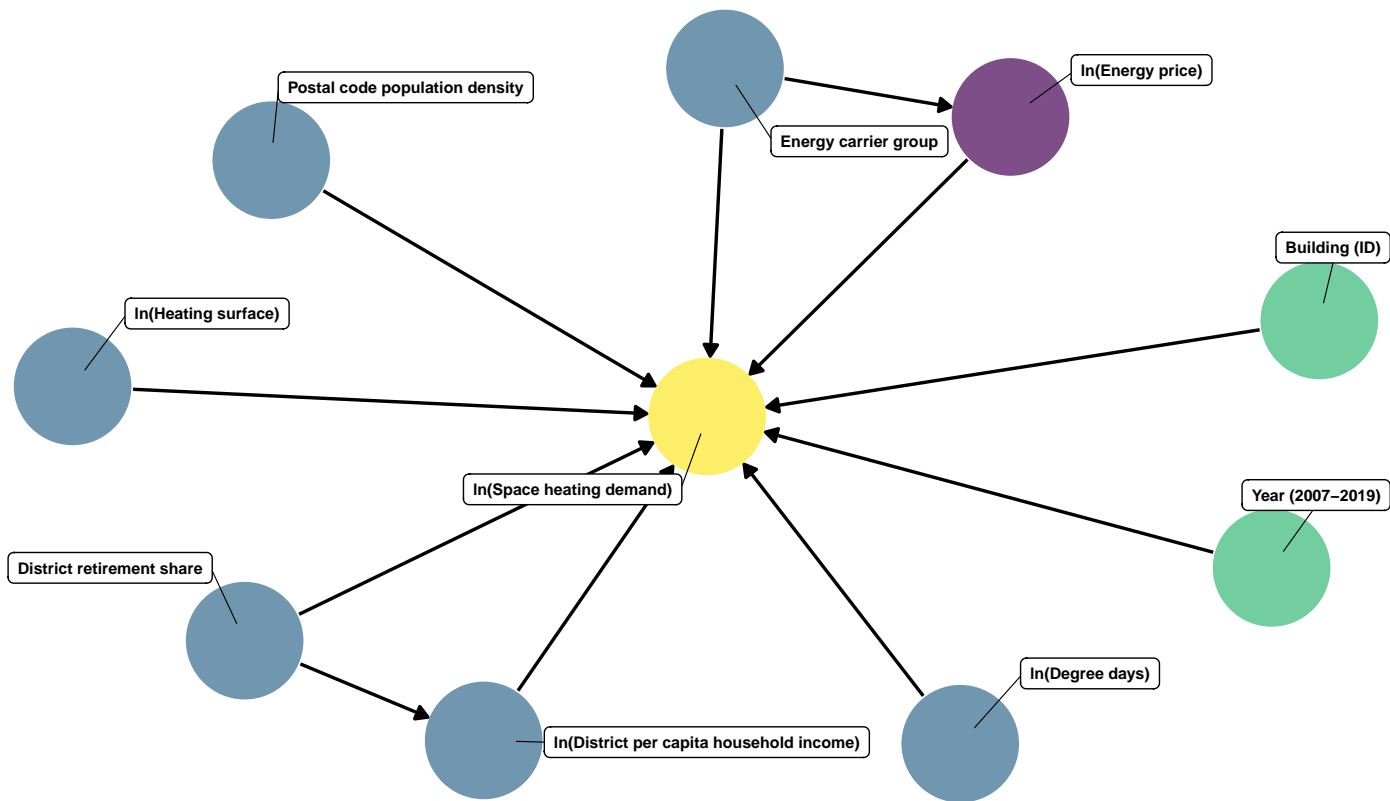 ln(Energy price)
Postal code population density
Energy carrier group
Building (ID)
ln(Heating surface)
ln(Space heating demand)
Year (2007−2019)
District retirement share
ln(Degree days)
ln(District per capita household income)